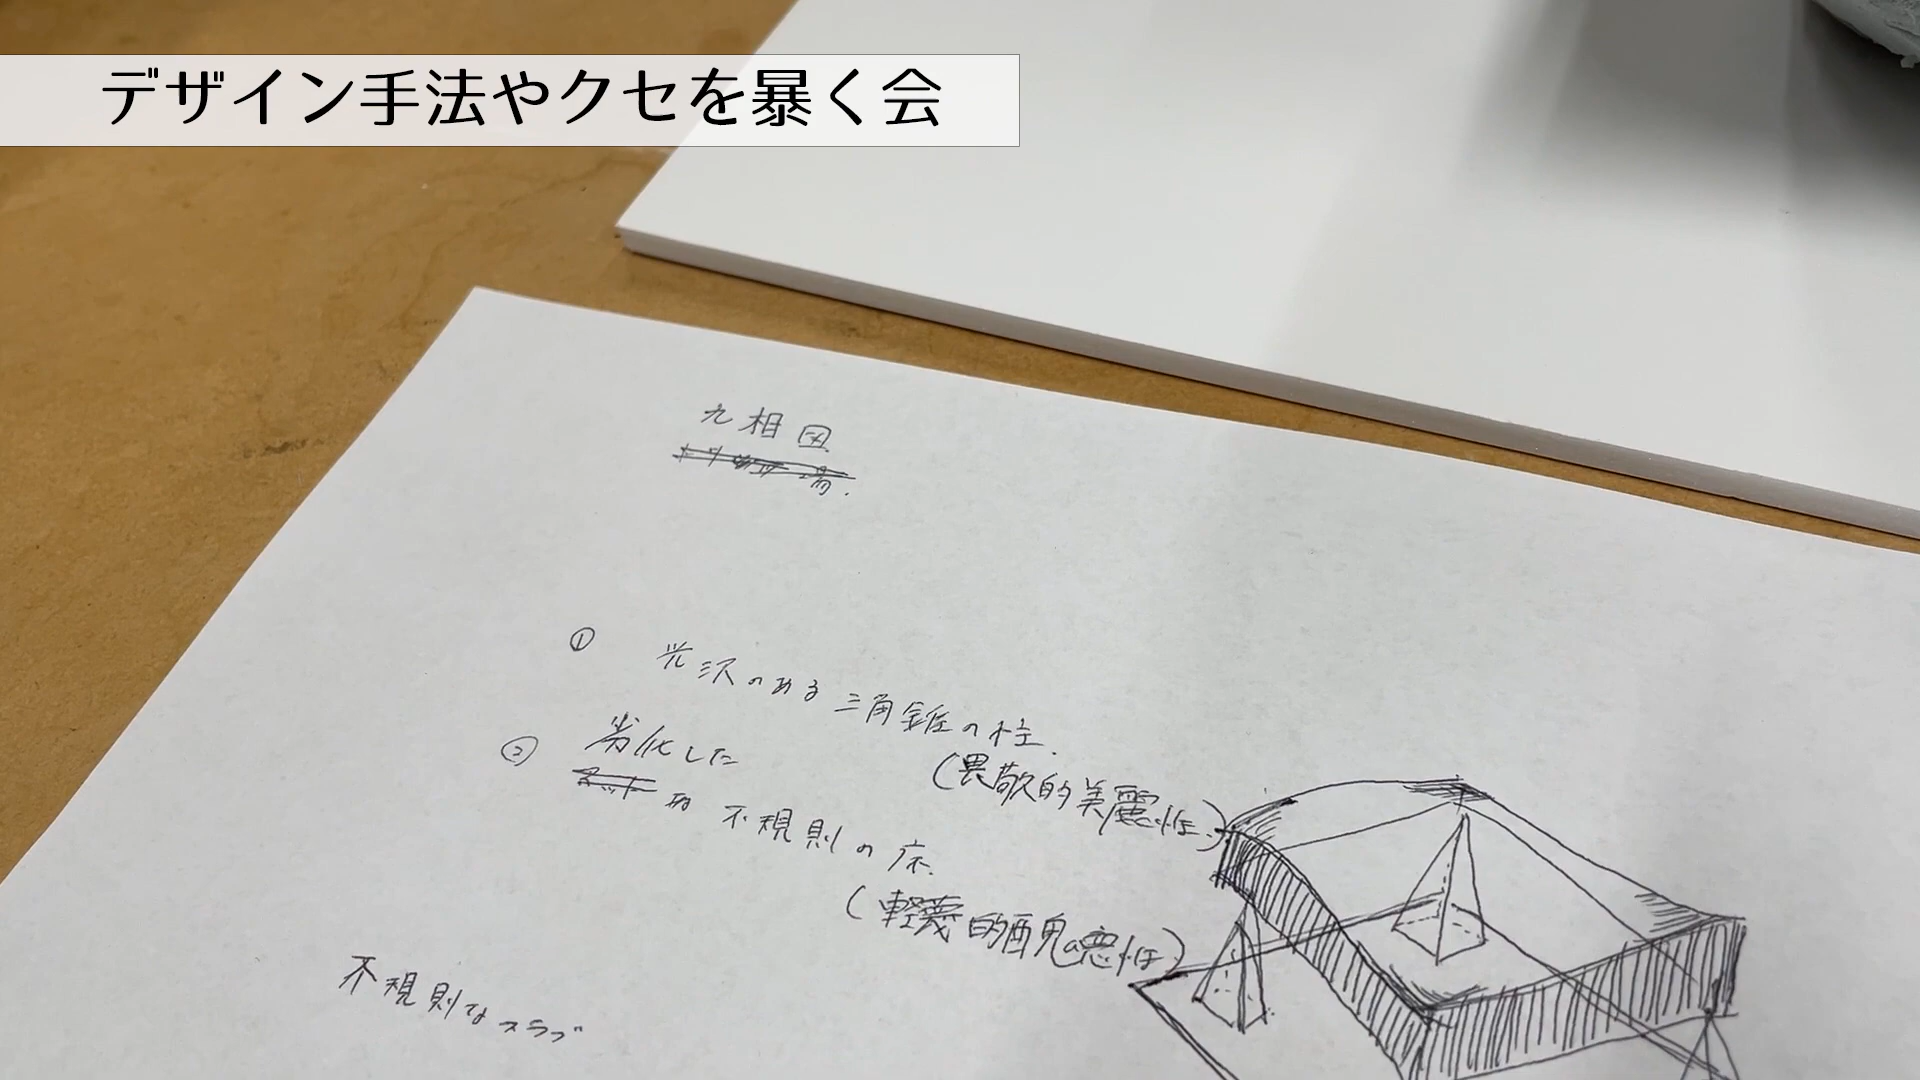 デザイン手法やクセを暴く会
九相図
① 光沢のある三角錐の柱.
(畏敬的美麗性.)
② 劣化した
不規則の床.
(軽蔑的醜悪性)
不規則なスラブ